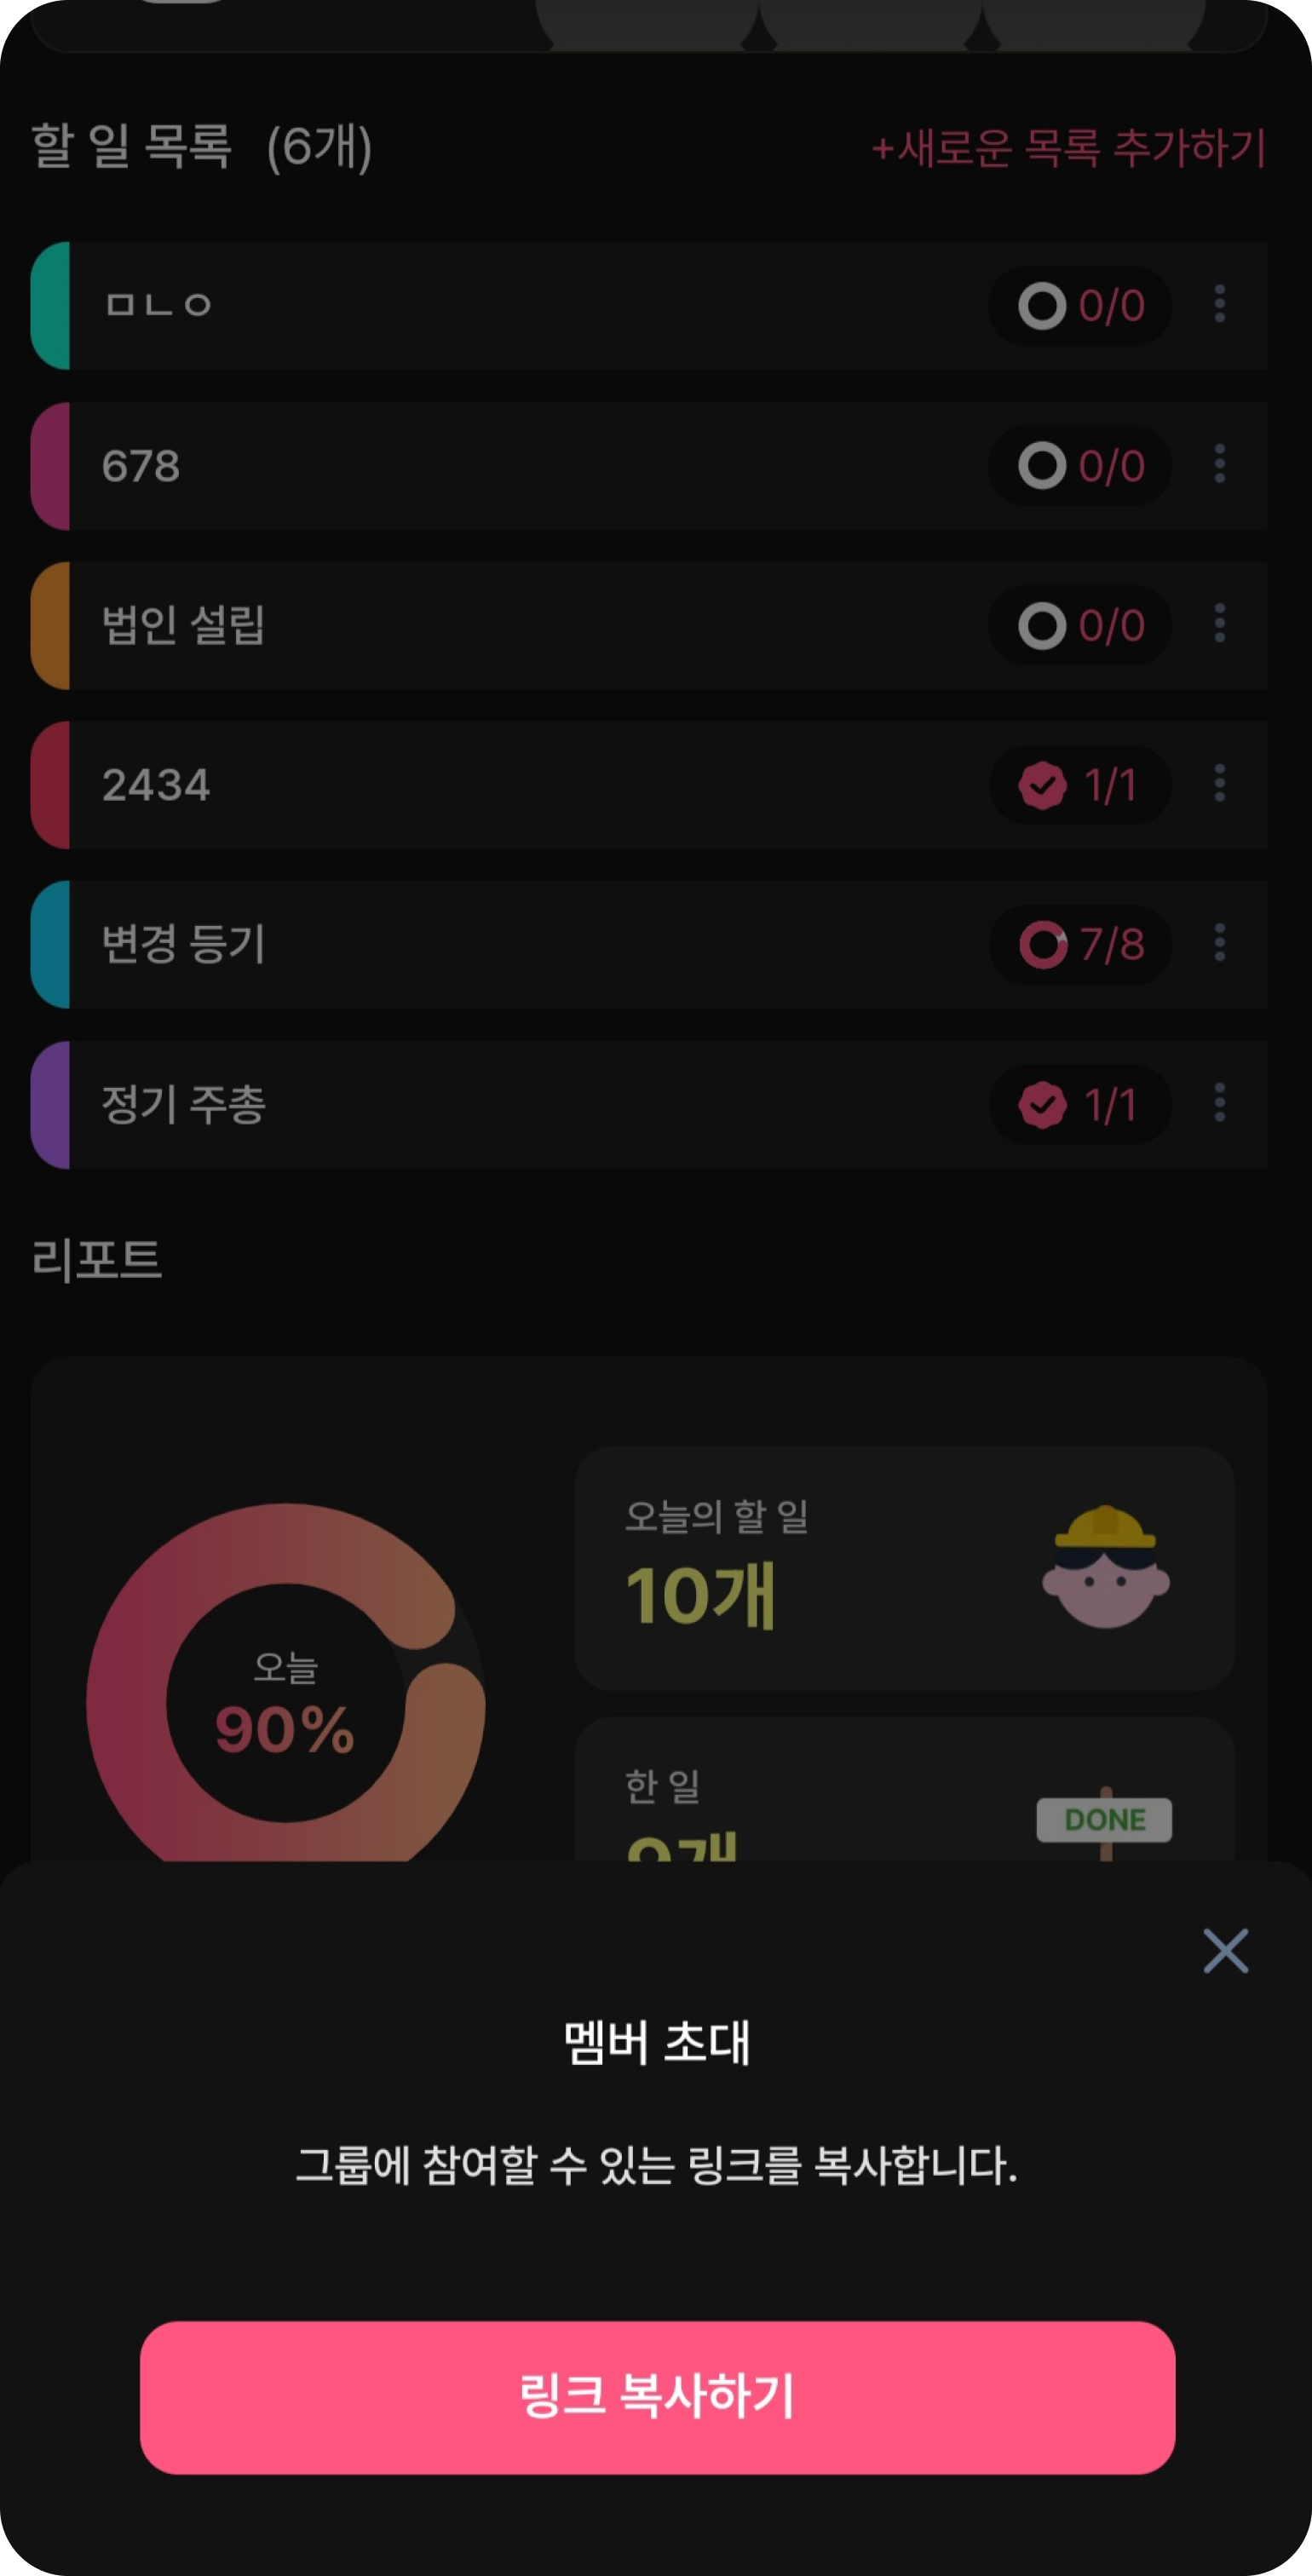 할 일 목록 (6개) +새로운 목록 추가하기
ㅁㄴㅇ 0/0
678 0/0
법인 설립 0/0
2434 1/1
변경 등기 7/8
정기 주총 1/1
리포트
오늘의 할 일
10개
오늘
90%
한 일
9개
DONE
멤버 초대
그룹에 참여할 수 있는 링크를 복사합니다.
링크 복사하기